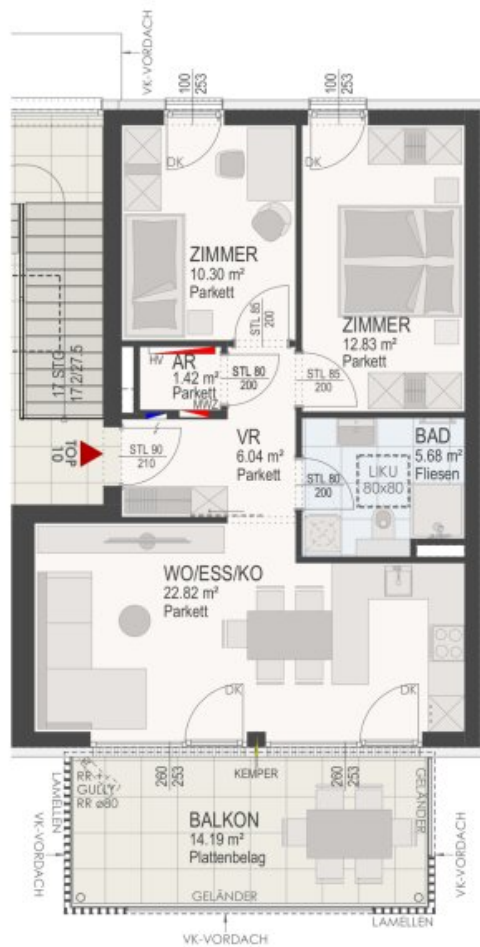 VK-VORDACH
100
253
100
253
DK
DK
ZIMMER
10.30 m²
Parkett
STL 85
200
ZIMMER
12.83 m²
Parkett
17 STG
17.2/27.5
HV
AR
1.42 m²
Parkett
MWZ
STL 80
200
STL 85
200
TOP
10
STL 90
210
VR
6.04 m²
Parkett
STL 80
200
BAD
5.68 m²
Fliesen
LIKU
80x80
WO/ESS/KO
22.82 m²
Parkett
DK
DK
260
253
KEMPER
260
253
RR +
GULLY
RR ø80
LAMELLEN
VK-VORDACH
BALKON
14.19 m²
Plattenbelag
GELÄNDER
GELÄNDER
VK-VORDACH
LAMELLEN
VK-VORDACH